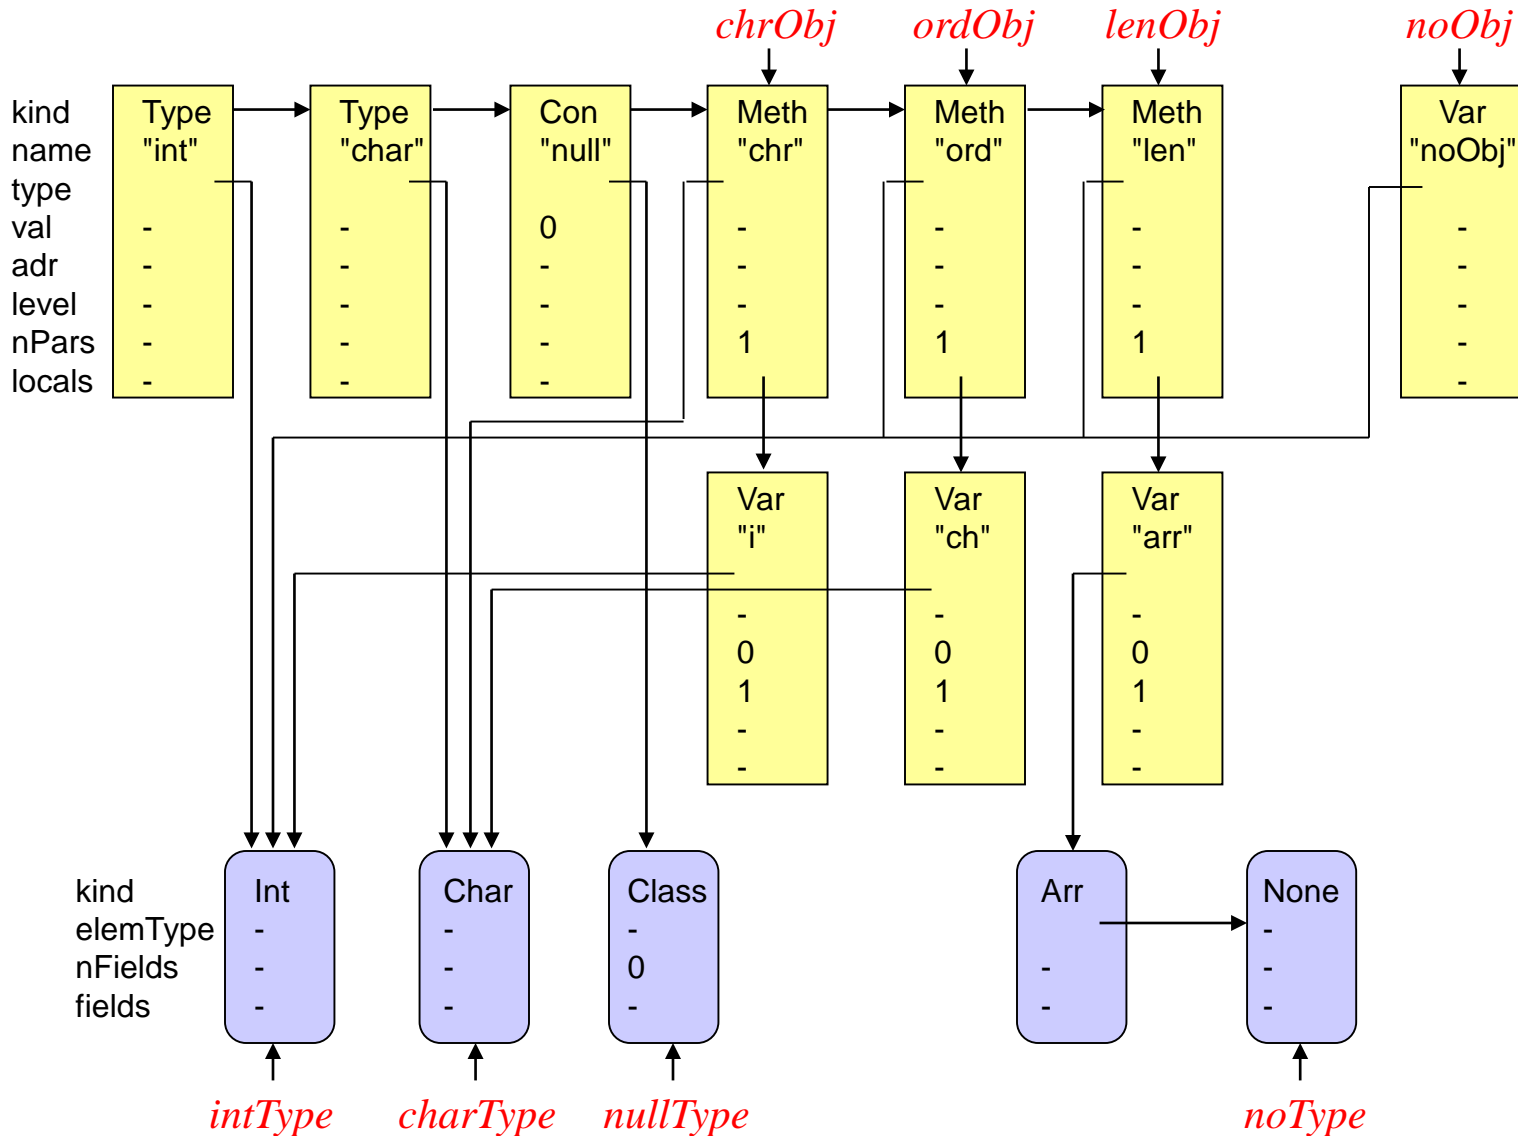 chrObj ordObj lenObj noObj
kind Type Type Con Meth Meth Meth Var
name "int" "char" "null" "chr" "ord" "len" "noObj"
type
val - - 0 - - - -
adr - - - - - - -
level - - - - - - -
nPars - - - 1 1 1 -
locals - - - -
Var Var Var
"i" "ch" "arr"
- - -
0 0 0
1 1 1
- - -
- - -
kind Int Char Class Arr None
elemType - - - -
nFields - - 0 - -
fields - - - - -
intType charType nullType noType